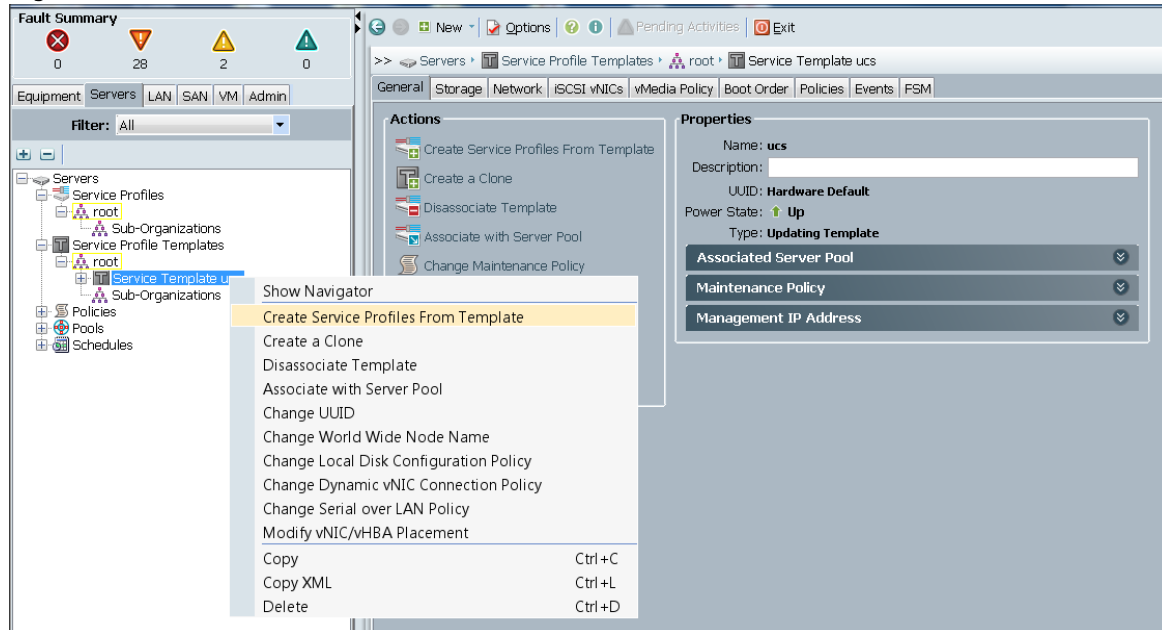 Fault Summary
0 28 2 0
Equipment Servers LAN SAN VM Admin
Filter: All
Servers
Service Profiles
root
Sub-Organizations
Service Profile Templates
root
Service Template u
Sub-Organizations
Policies
Pools
Schedules
New Options Pending Activities Exit
>> Servers Service Profile Templates root Service Template ucs
General Storage Network iSCSI vNICs vMedia Policy Boot Order Policies Events FSM
Actions
Create Service Profiles From Template
Create a Clone
Disassociate Template
Associate with Server Pool
Change Maintenance Policy
Properties
Name: ucs
Description:
UUID: Hardware Default
Power State: Up
Type: Updating Template
Associated Server Pool
Maintenance Policy
Management IP Address
Show Navigator
Create Service Profiles From Template
Create a Clone
Disassociate Template
Associate with Server Pool
Change UUID
Change World Wide Node Name
Change Local Disk Configuration Policy
Change Dynamic vNIC Connection Policy
Change Serial over LAN Policy
Modify vNIC/vHBA Placement
Copy Ctrl+C
Copy XML Ctrl+L
Delete Ctrl+D